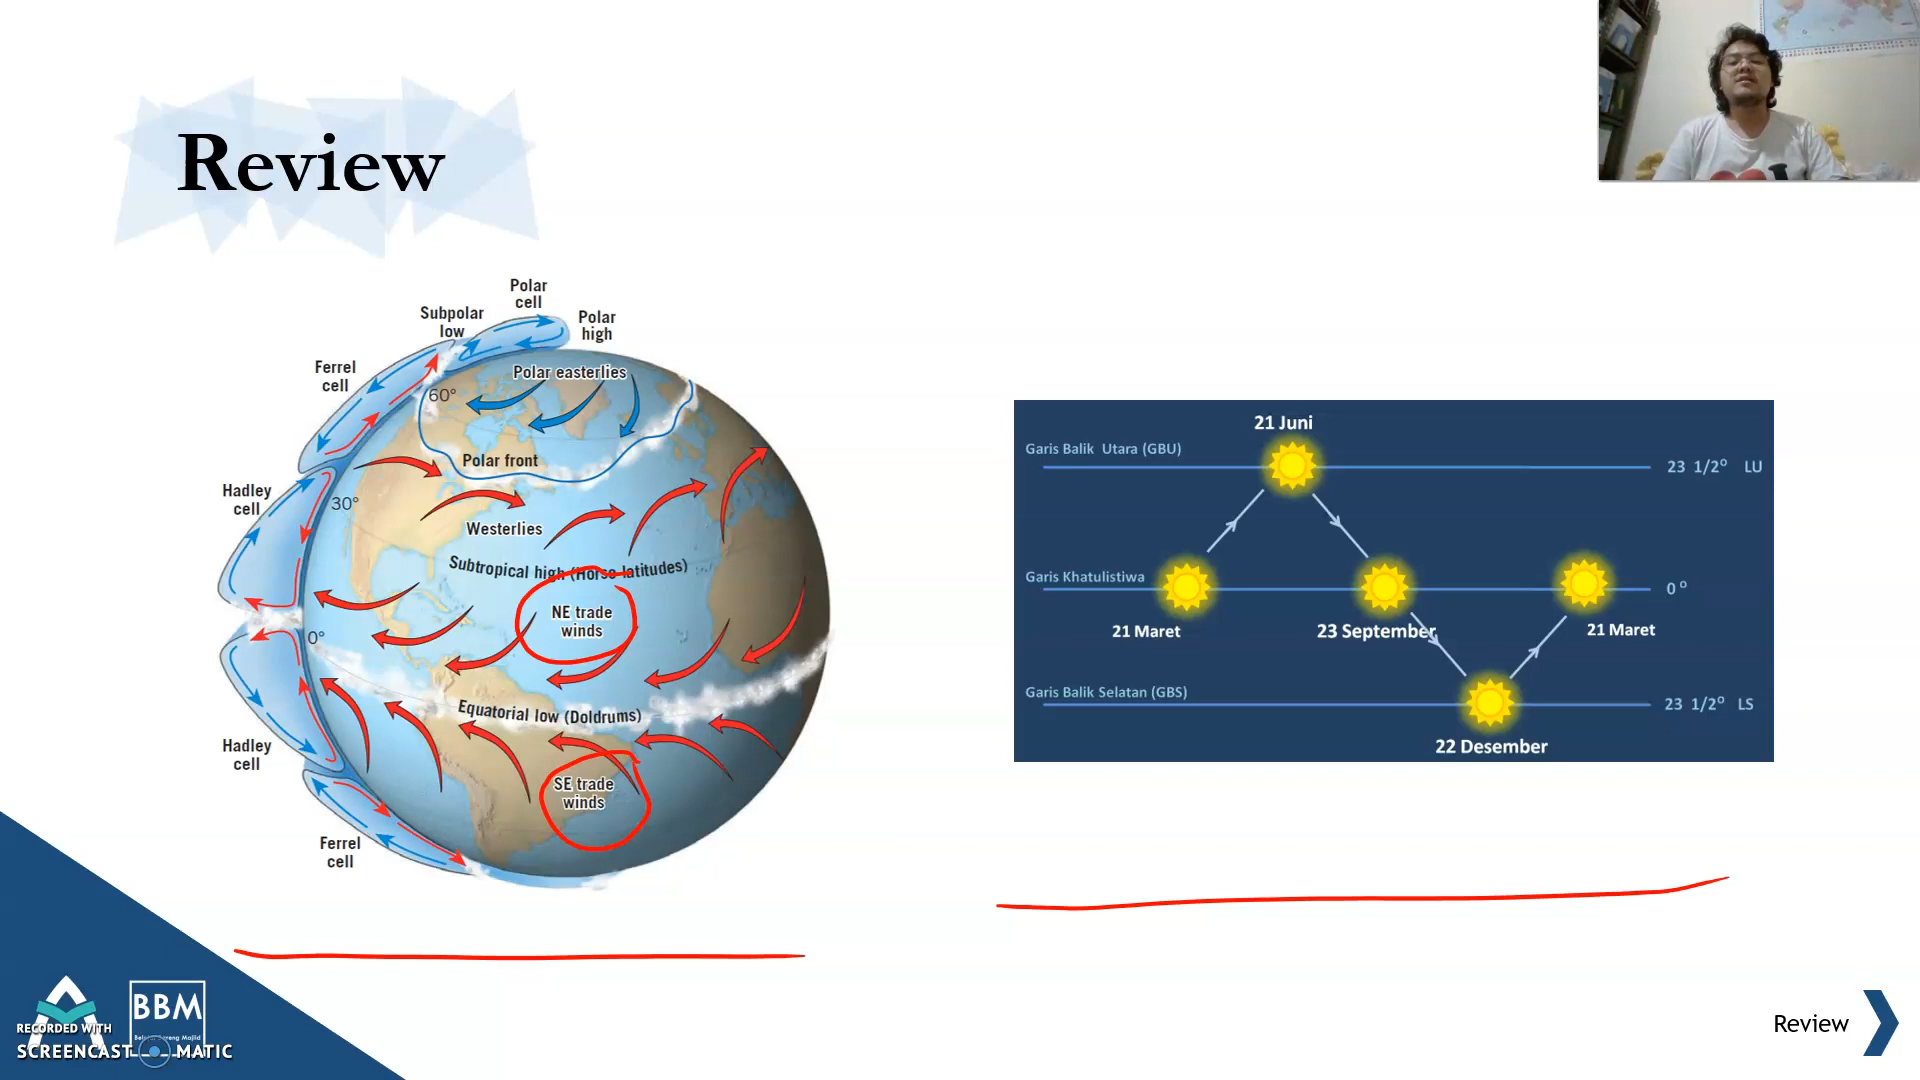 Review
Polar
cell
Subpolar
low
Polar
high
Ferrel
cell
Polar easterlies
60°
Polar front
Hadley
cell
30°
Westerlies
Subtropical high (Horse latitudes)
NE trade
winds
0°
Equatorial low (Doldrums)
Hadley
cell
SE trade
winds
Ferrel
cell
21 Juni
Garis Balik Utara (GBU)
23 1/2° LU
Garis Khatulistiwa
0°
21 Maret
23 September
21 Maret
Garis Balik Selatan (GBS)
23 1/2° LS
22 Desember
BBM
Belajar Bareng Majid
RECORDED WITH
SCREENCAST MATIC
Review